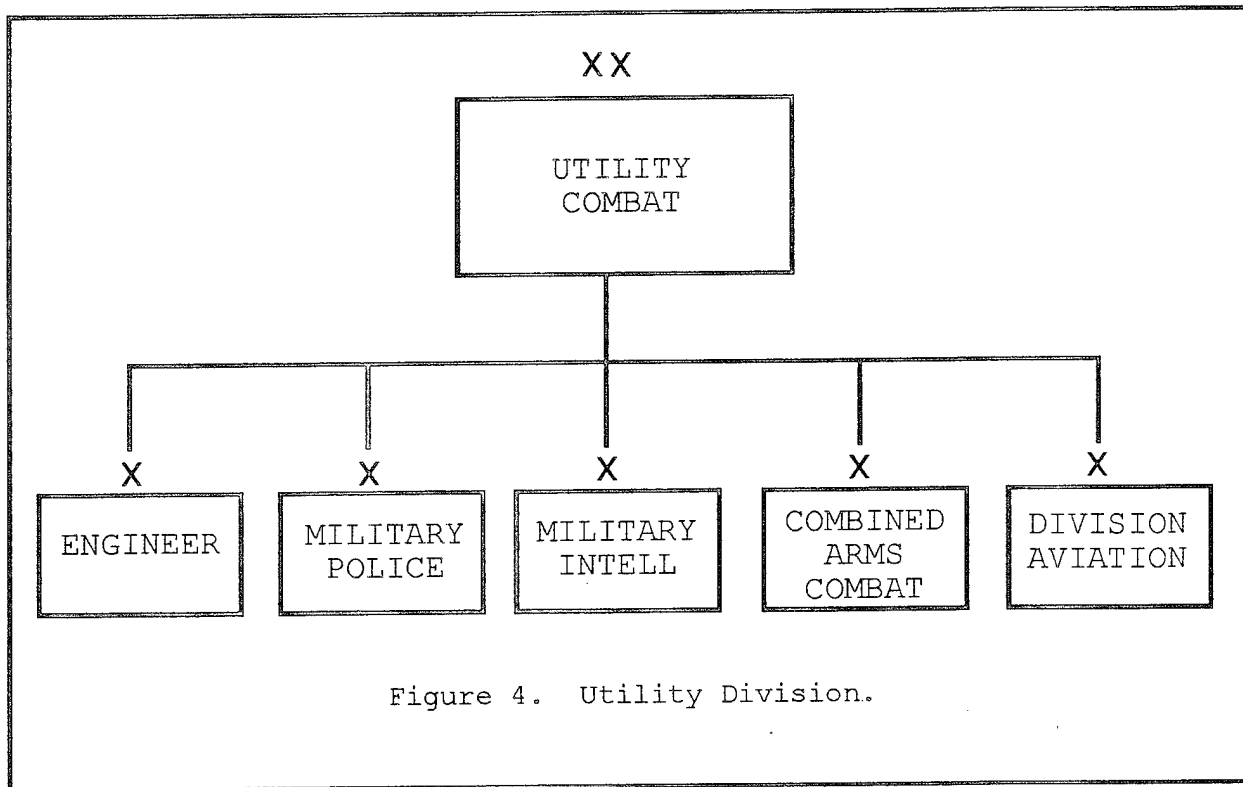 XX
UTILITY
COMBAT
X
X
X
X
X
ENGINEER
MILITARY
POLICE
MILITARY
INTELL
COMBINED
ARMS
COMBAT
DIVISION
AVIATION
Figure 4. Utility Division.